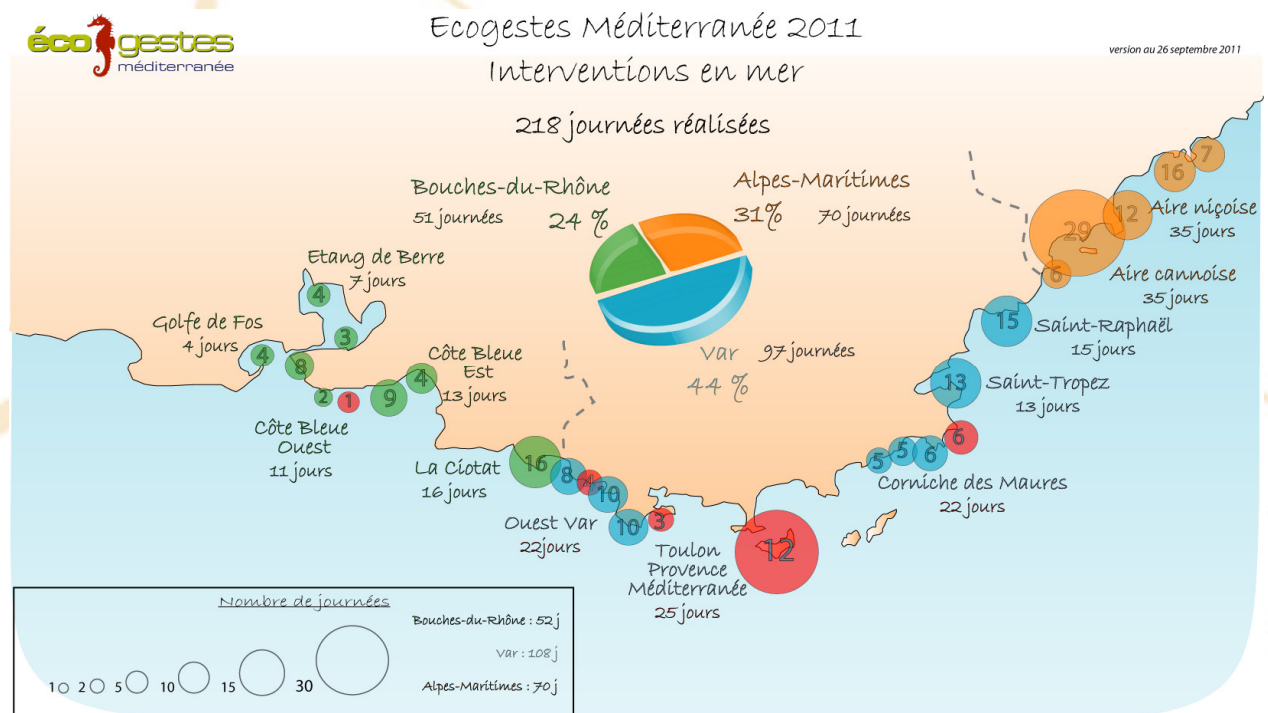 éco gestes
méditerranée
Ecogestes Méditerranée 2011
Interventions en mer
version au 26 septembre 2011
218 journées réalisées
Bouches-du-Rhône
51 journées 24 %
Alpes-Maritimes
31% 70 journées
Var 97 journées
44 %
Etang de Berre
7 jours
4
3
Golfe de Fos
4 jours
4
8
2
1
9
4
Côte Bleue
Est
13 jours
Côte Bleue
Ouest
11 jours
La Ciotat
16 jours
16
8
10
10
3
Ouest Var
22jours
Toulon
Provence
Méditerranée
25 jours
12
5
5
6
6
Corniche des Maures
22 jours
13
Saint-Tropez
13 jours
15
Saint-Raphaël
15 jours
6
29
Aire cannoise
35 jours
12
16
7
Aire niçoise
35 jours
Nombre de journées
1 2 5 10 15 30
Bouches-du-Rhône : 52 j
Var : 108 j
Alpes-Maritimes : 70 j